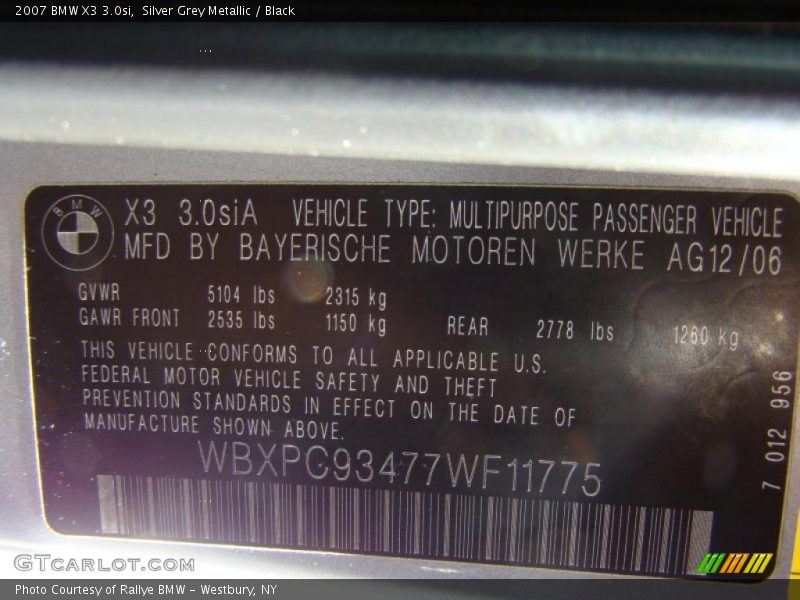 2007 BMW X3 3.0si, Silver Grey Metallic / Black
BMW
X3 3.0siA VEHICLE TYPE: MULTIPURPOSE PASSENGER VEHICLE
MFD BY BAYERISCHE MOTOREN WERKE AG12/06
GVWR 5104 lbs 2315 kg
GAWR FRONT 2535 lbs 1150 kg REAR 2778 lbs 1260 kg
THIS VEHICLE CONFORMS TO ALL APPLICABLE U.S.
FEDERAL MOTOR VEHICLE SAFETY AND THEFT
PREVENTION STANDARDS IN EFFECT ON THE DATE OF
MANUFACTURE SHOWN ABOVE.
WBXPC93477WF11775
7 012 956
GTCARLOT.COM
Photo Courtesy of Rallye BMW - Westbury, NY